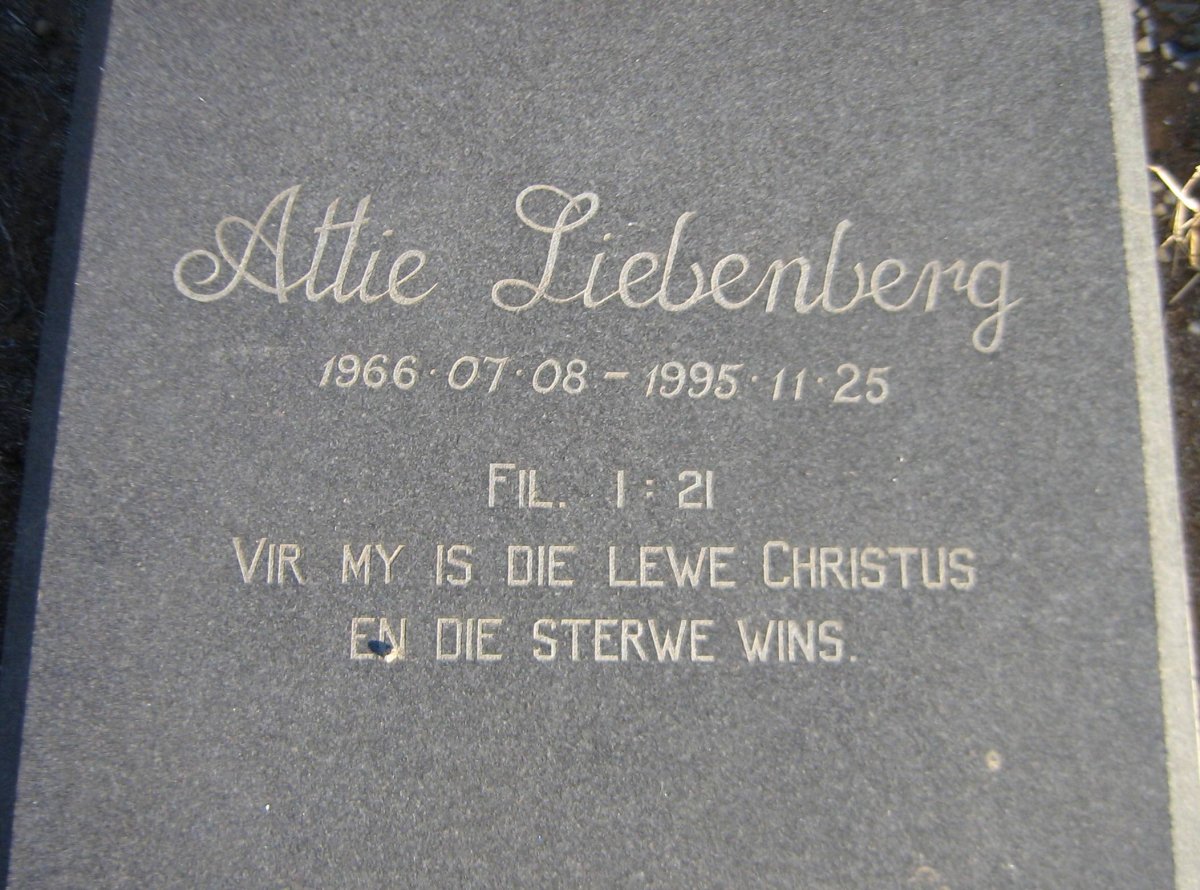 Attie Liebenberg
1966·07·08 – 1995·11·25
FIL. 1 : 21
VIR MY IS DIE LEWE CHRISTUS
EN DIE STERWE WINS.